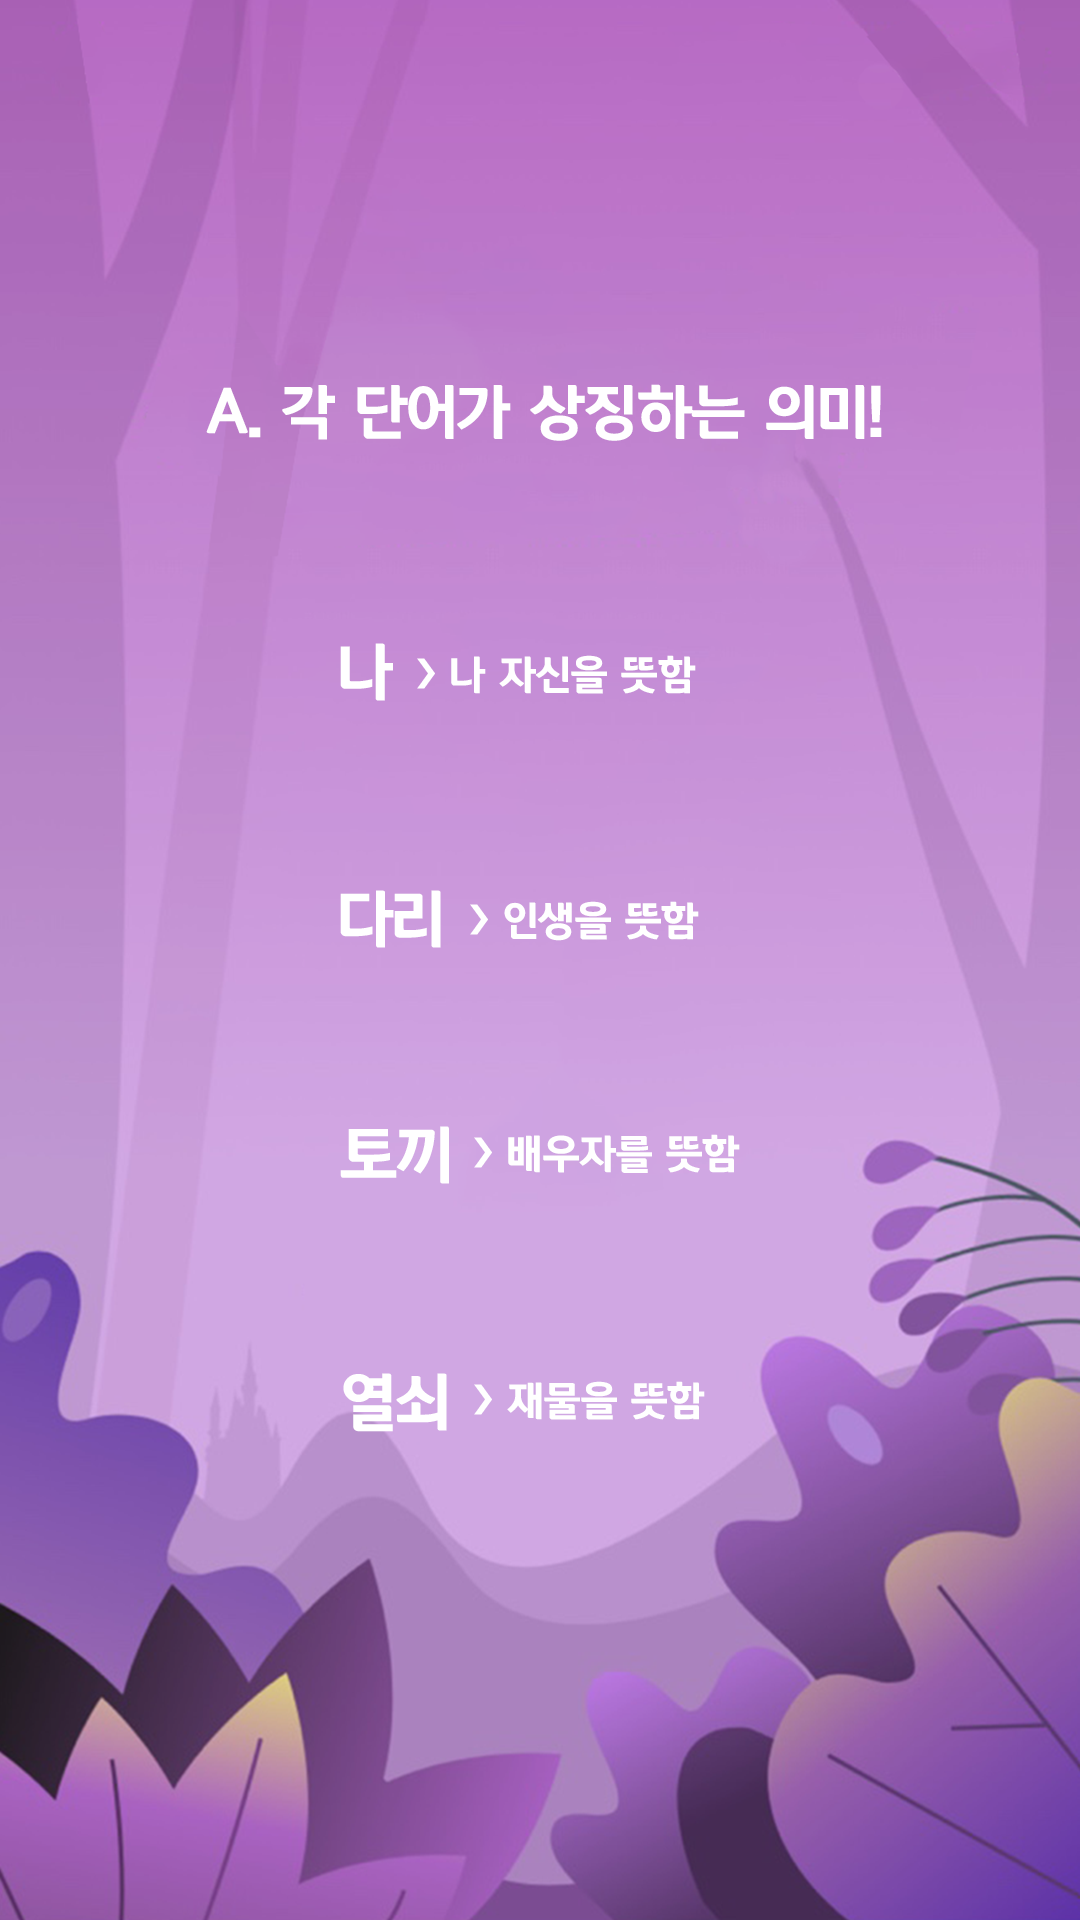 A. 각 단어가 상징하는 의미!
나 > 나 자신을 뜻함
다리 > 인생을 뜻함
토끼 > 배우자를 뜻함
열쇠 > 재물을 뜻함